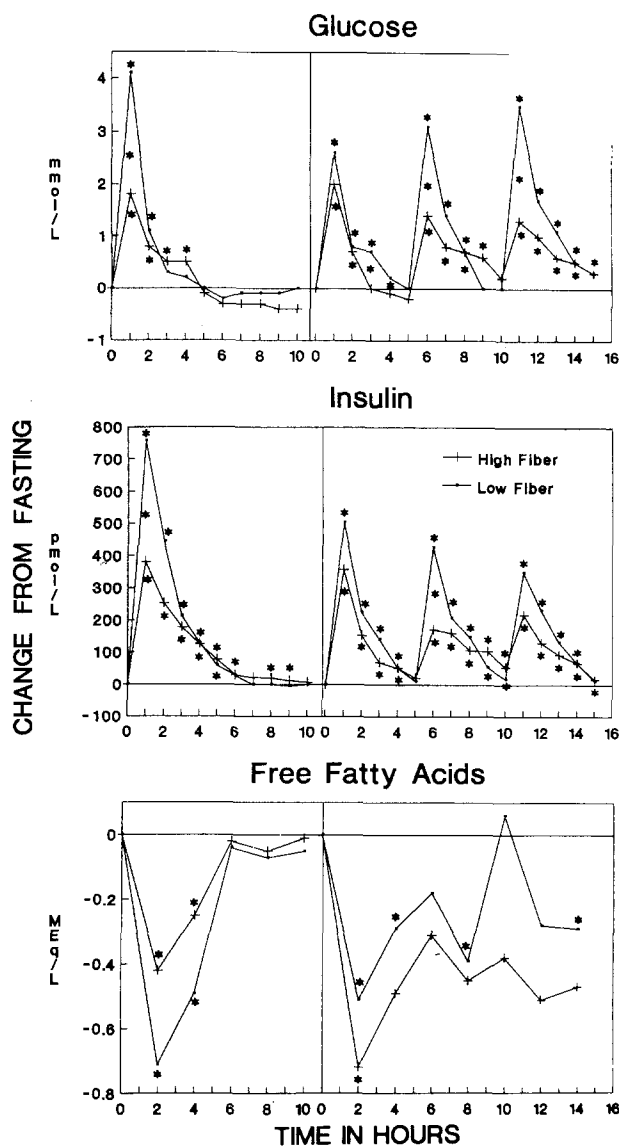 Glucose
mmol/L
4
3
2
1
0
-1
0 2 4 6 8 10 0 2 4 6 8 10 12 14 16
Insulin
CHANGE FROM FASTING
pmol/L
800
700
600
500
400
300
200
100
0
-100
High Fiber
Low Fiber
0 2 4 6 8 10 0 2 4 6 8 10 12 14 16
Free Fatty Acids
MEq/L
0
-0.2
-0.4
-0.6
-0.8
0 2 4 6 8 10 0 2 4 6 8 10 12 14 16
TIME IN HOURS